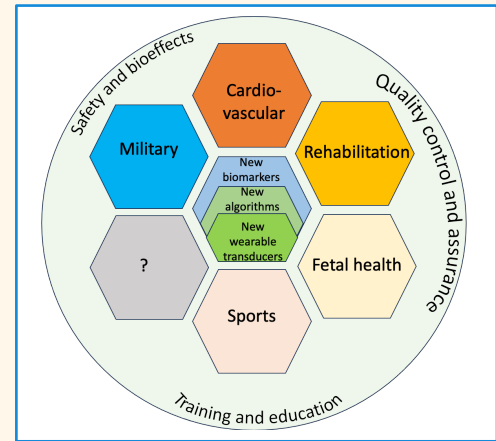 Safety and bioeffects
Quality control and assurance
Cardio-
vascular
Military
Rehabilitation
New
biomarkers
New
algorithms
New
wearable
transducers
?
Fetal health
Sports
Training and education